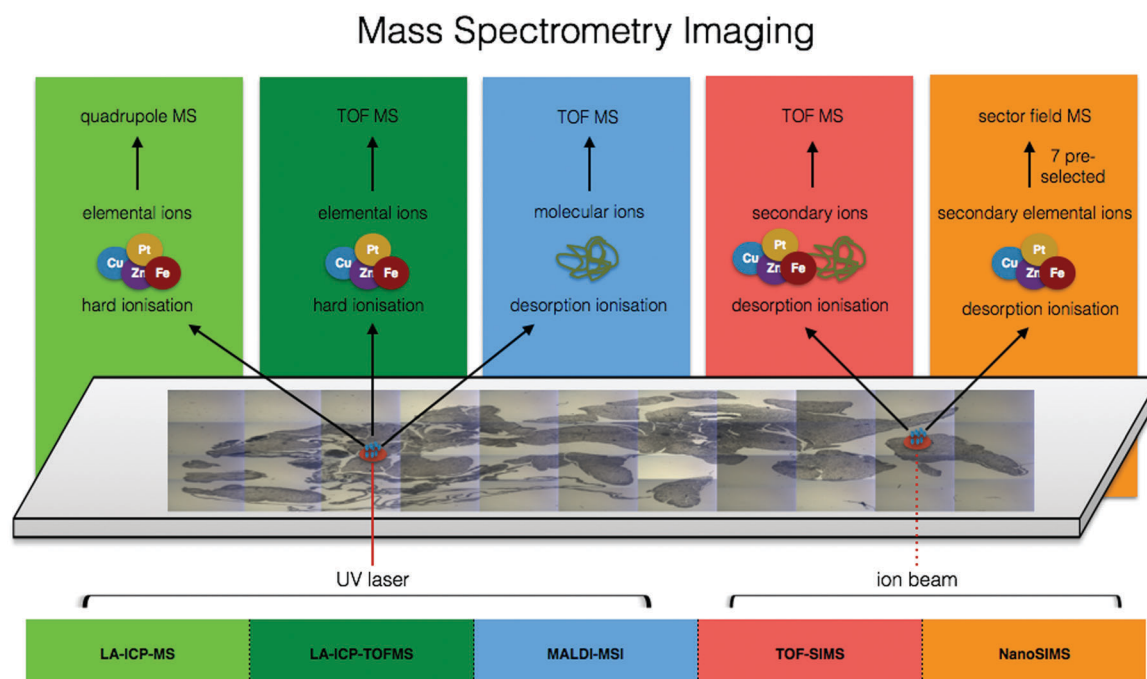 Mass Spectrometry Imaging
quadrupole MS
elemental ions
Cu
Pt
Zn
Fe
hard ionisation
TOF MS
elemental ions
Cu
Pt
Zn
Fe
hard ionisation
TOF MS
molecular ions
desorption ionisation
TOF MS
secondary ions
Cu
Pt
Zn
Fe
desorption ionisation
sector field MS
7 pre-
selected
secondary elemental ions
Cu
Pt
Zn
Fe
desorption ionisation
UV laser
ion beam
LA-ICP-MS
LA-ICP-TOFMS
MALDI-MSI
TOF-SIMS
NanoSIMS